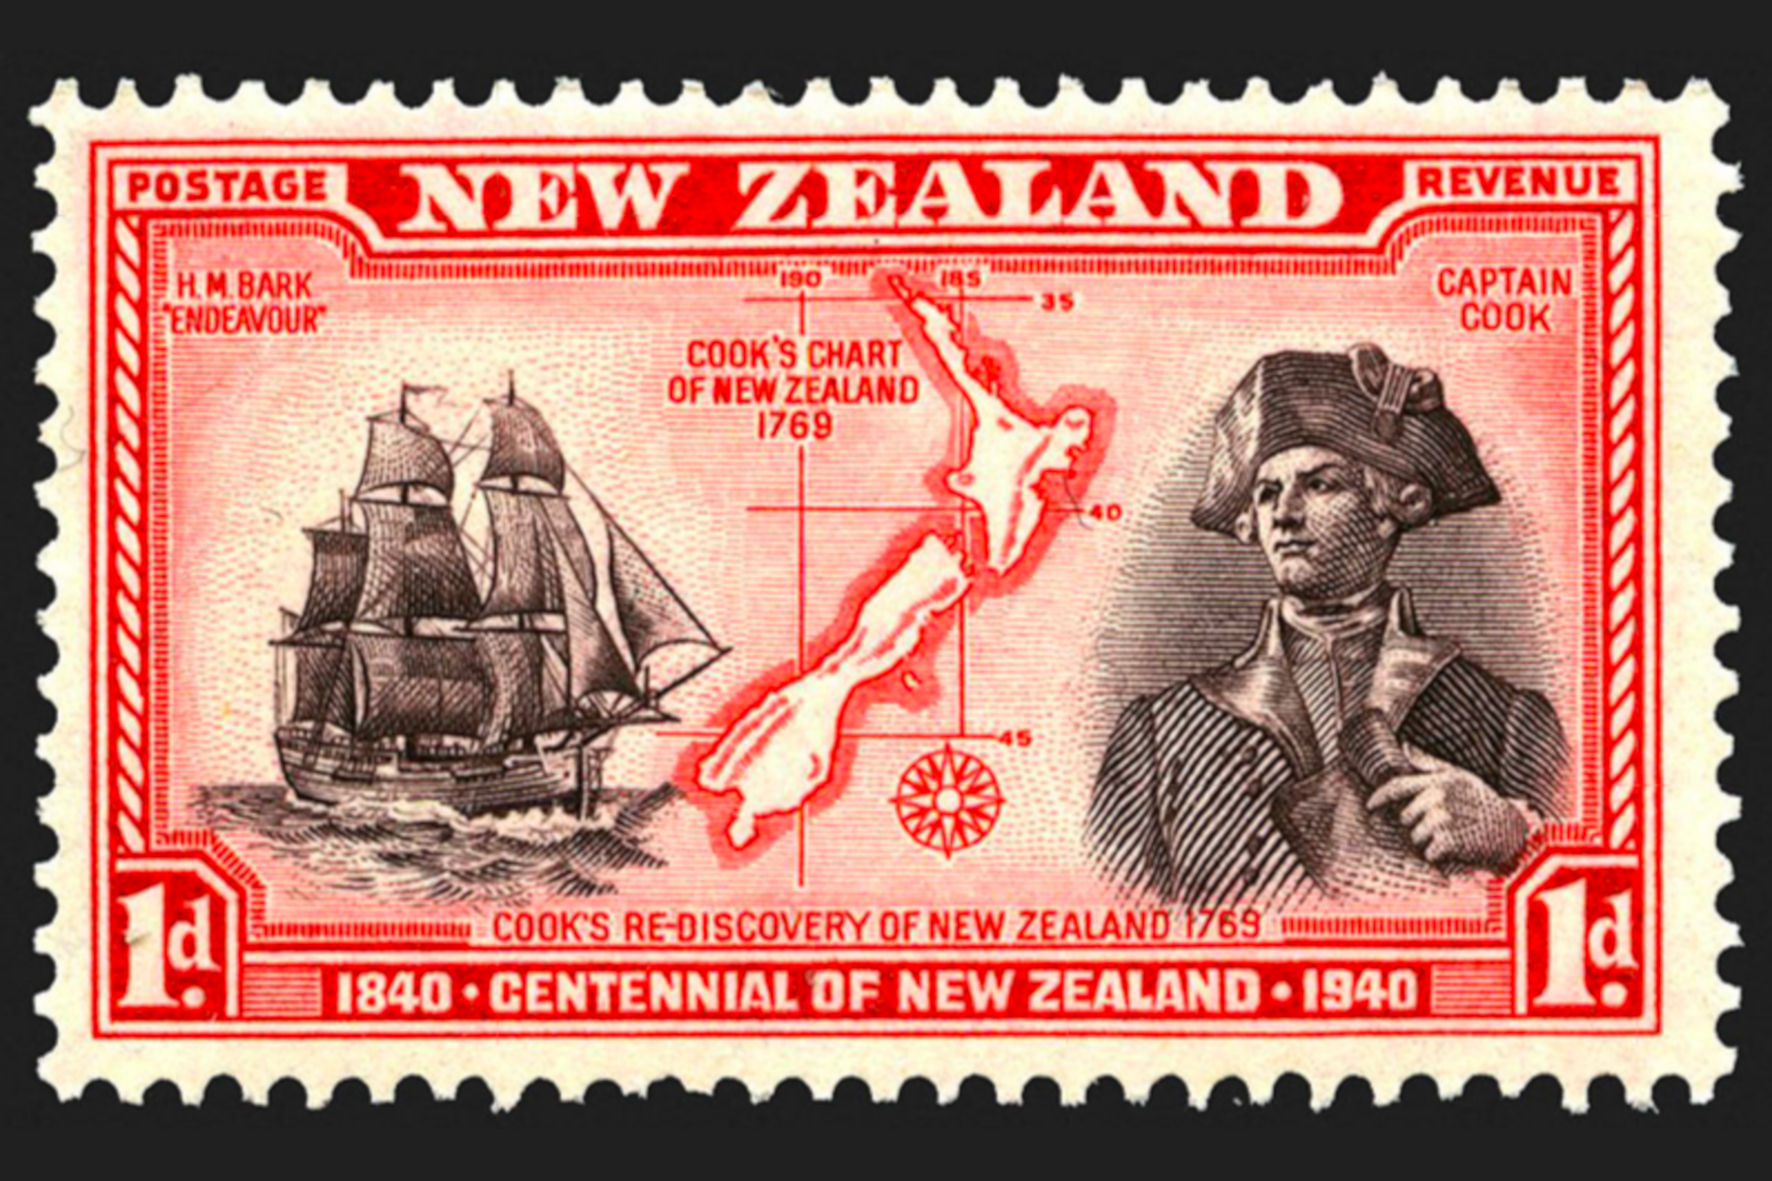 POSTAGE NEW ZEALAND REVENUE
H.M.BARK
"ENDEAVOUR"
190 185
35
COOK'S CHART
OF NEW ZEALAND
1769
40
45
CAPTAIN
COOK
COOK'S RE-DISCOVERY OF NEW ZEALAND 1769
1d. 1840 • CENTENNIAL OF NEW ZEALAND • 1940 1d.